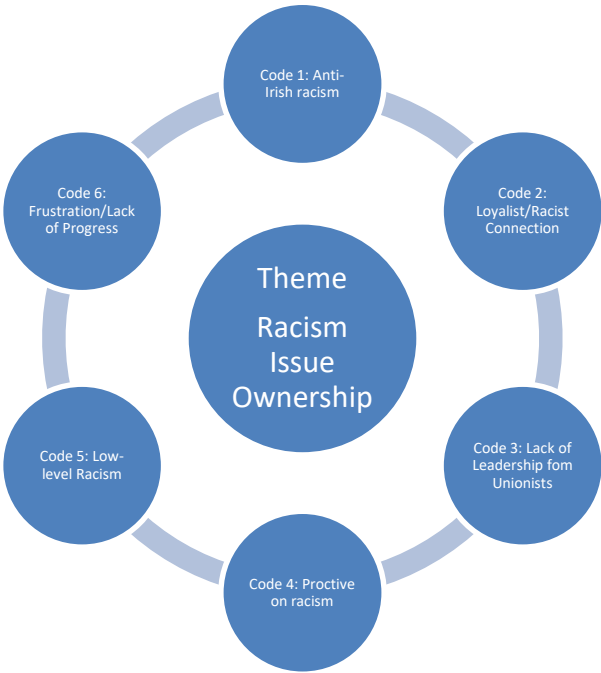 Code 1: Anti-
Irish racism
Code 2:
Loyalist/Racist
Connection
Code 3: Lack of
Leadership fom
Unionists
Code 4: Proctive
on racism
Code 5: Low-
level Racism
Code 6:
Frustration/Lack
of Progress
Theme
Racism
Issue
Ownership